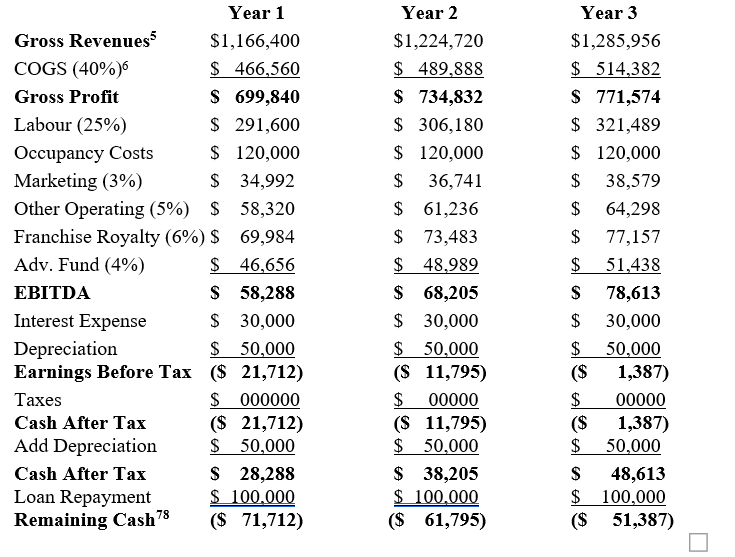 Year 1 Year 2 Year 3
Gross Revenues⁵ $1,166,400 $1,224,720 $1,285,956
COGS (40%)⁶ $ 466,560 $ 489,888 $ 514,382
Gross Profit $ 699,840 $ 734,832 $ 771,574
Labour (25%) $ 291,600 $ 306,180 $ 321,489
Occupancy Costs $ 120,000 $ 120,000 $ 120,000
Marketing (3%) $ 34,992 $ 36,741 $ 38,579
Other Operating (5%) $ 58,320 $ 61,236 $ 64,298
Franchise Royalty (6%) $ 69,984 $ 73,483 $ 77,157
Adv. Fund (4%) $ 46,656 $ 48,989 $ 51,438
EBITDA $ 58,288 $ 68,205 $ 78,613
Interest Expense $ 30,000 $ 30,000 $ 30,000
Depreciation $ 50,000 $ 50,000 $ 50,000
Earnings Before Tax ($ 21,712) ($ 11,795) ($ 1,387)
Taxes $ 000000 $ 00000 $ 00000
Cash After Tax ($ 21,712) ($ 11,795) ($ 1,387)
Add Depreciation $ 50,000 $ 50,000 $ 50,000
Cash After Tax $ 28,288 $ 38,205 $ 48,613
Loan Repayment $ 100,000 $ 100,000 $ 100,000
Remaining Cash⁷⁸ ($ 71,712) ($ 61,795) ($ 51,387)